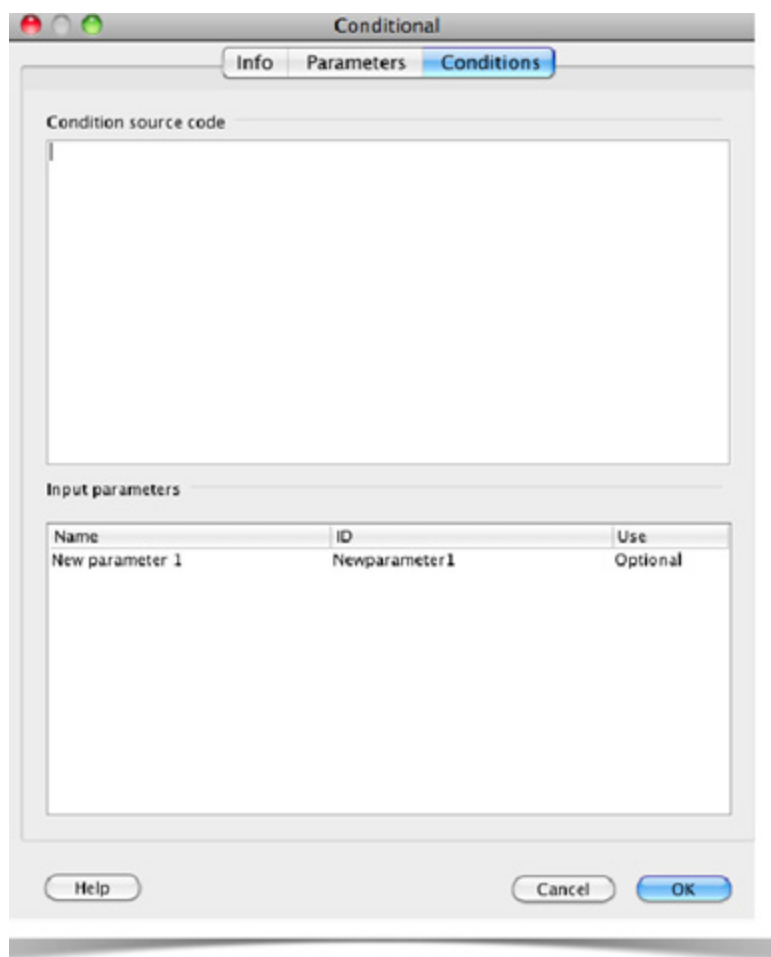 Conditional
Info Parameters Conditions
Condition source code
Input parameters
Name ID Use
New parameter 1 Newparameter1 Optional
Help Cancel OK